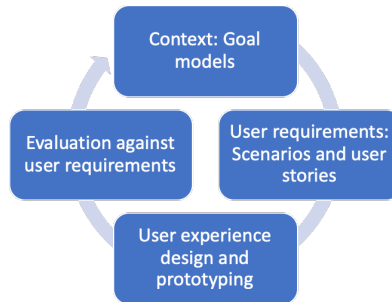 Context: Goal
models
User requirements:
Scenarios and user
stories
User experience
design and
prototyping
Evaluation against
user requirements